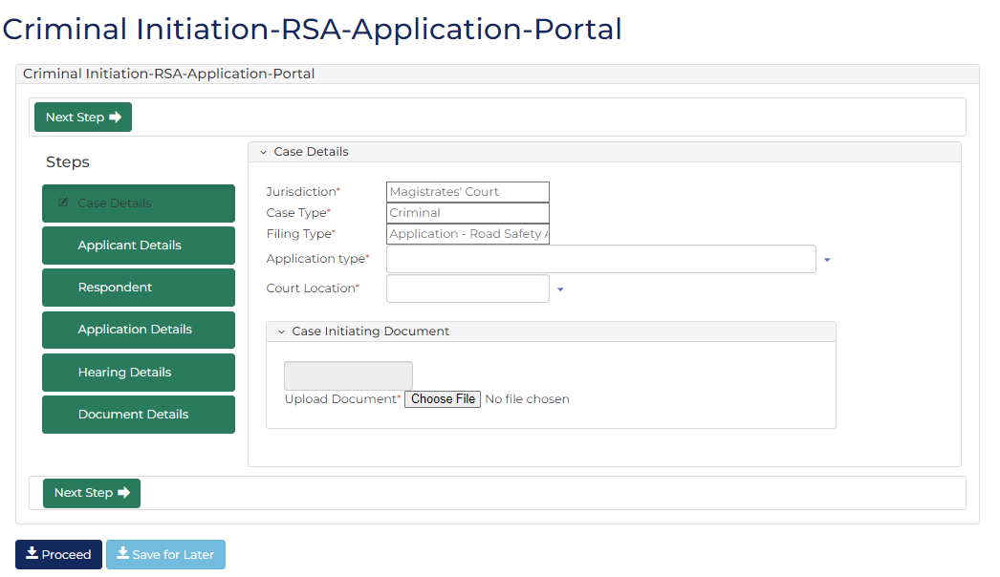 Criminal Initiation-RSA-Application-Portal
Criminal Initiation-RSA-Application-Portal
Next Step
Steps
Case Details
Applicant Details
Respondent
Application Details
Hearing Details
Document Details
Case Details
Jurisdiction* Magistrates' Court
Case Type* Criminal
Filing Type* Application - Road Safety A
Application type*
Court Location*
Case Initiating Document
Upload Document* Choose File No file chosen
Next Step
Proceed Save for Later